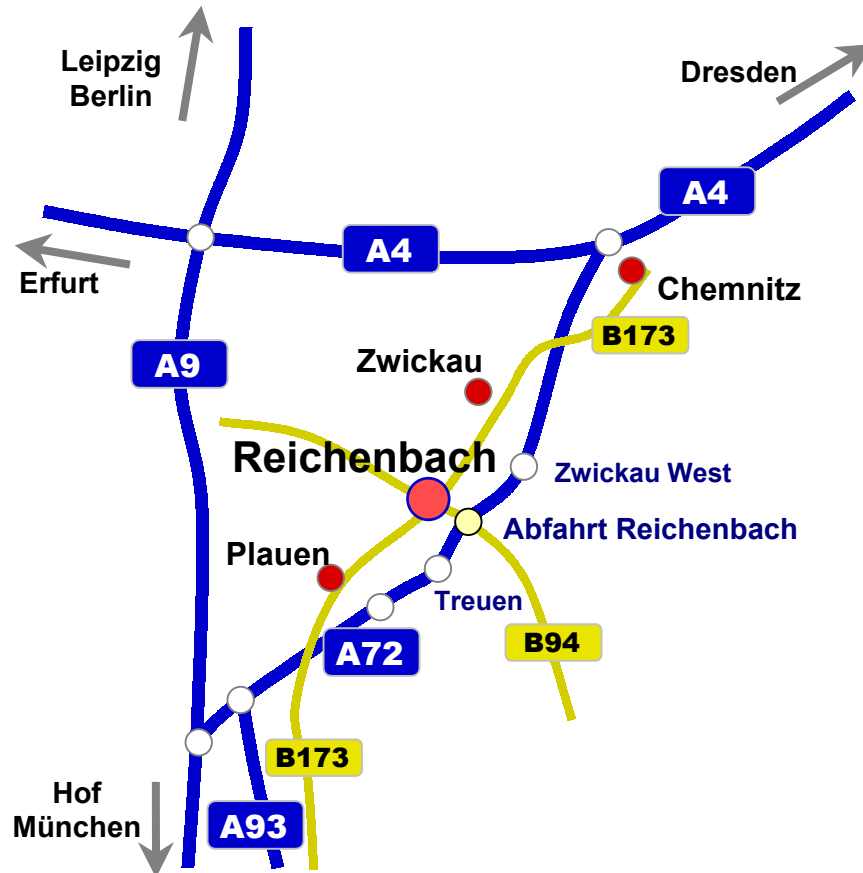 Leipzig
Berlin
Dresden
A4
A4
Erfurt
Chemnitz
B173
Zwickau
A9
Reichenbach
Zwickau West
Abfahrt Reichenbach
Plauen
Treuen
B94
A72
B173
Hof
München
A93